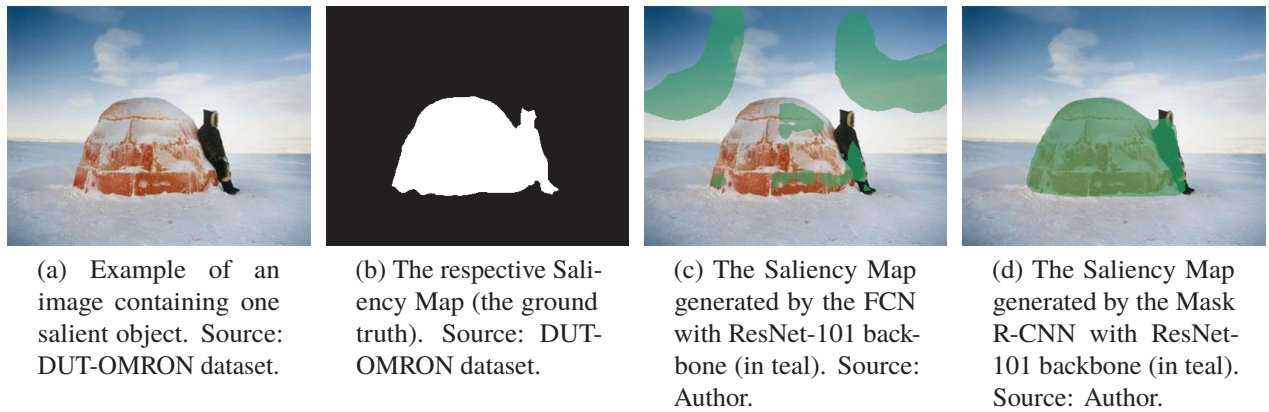 (a) Example of an
image containing one
salient object. Source:
DUT-OMRON dataset.
(b) The respective Sali-
ency Map (the ground
truth). Source: DUT-
OMRON dataset.
(c) The Saliency Map
generated by the FCN
with ResNet-101 back-
bone (in teal). Source:
Author.
(d) The Saliency Map
generated by the Mask
R-CNN with ResNet-
101 backbone (in teal).
Source: Author.